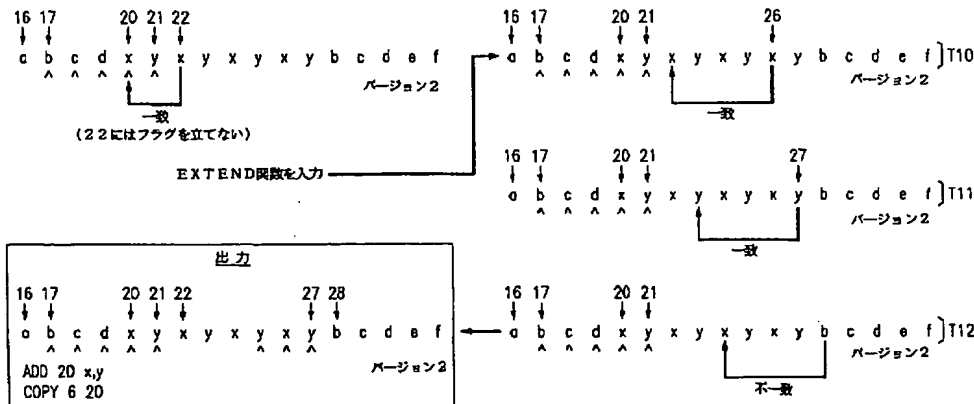 16 17 20 21 22
a b c d x y x y x y x y b c d e f
^ ^ ^ ^ ^
バージョン2
一致
(22にはフラグを立てない)
EXTEND関数を入力
16 17 20 21 26
a b c d x y x y x y x y b c d e f ]T10
^ ^ ^ ^ ^
バージョン2
一致
16 17 20 21 27
a b c d x y x y x y x y b c d e f ]T11
^ ^ ^ ^ ^
バージョン2
一致
出力
16 17 20 21 22 27 28
a b c d x y x y x y x y b c d e f
^ ^ ^ ^ ^ ^ ^ ^
バージョン2
ADD 20 x,y
COPY 6 20
16 17 20 21
a b c d x y x y x y x y b c d e f ]T12
^ ^ ^ ^ ^
バージョン2
不一致